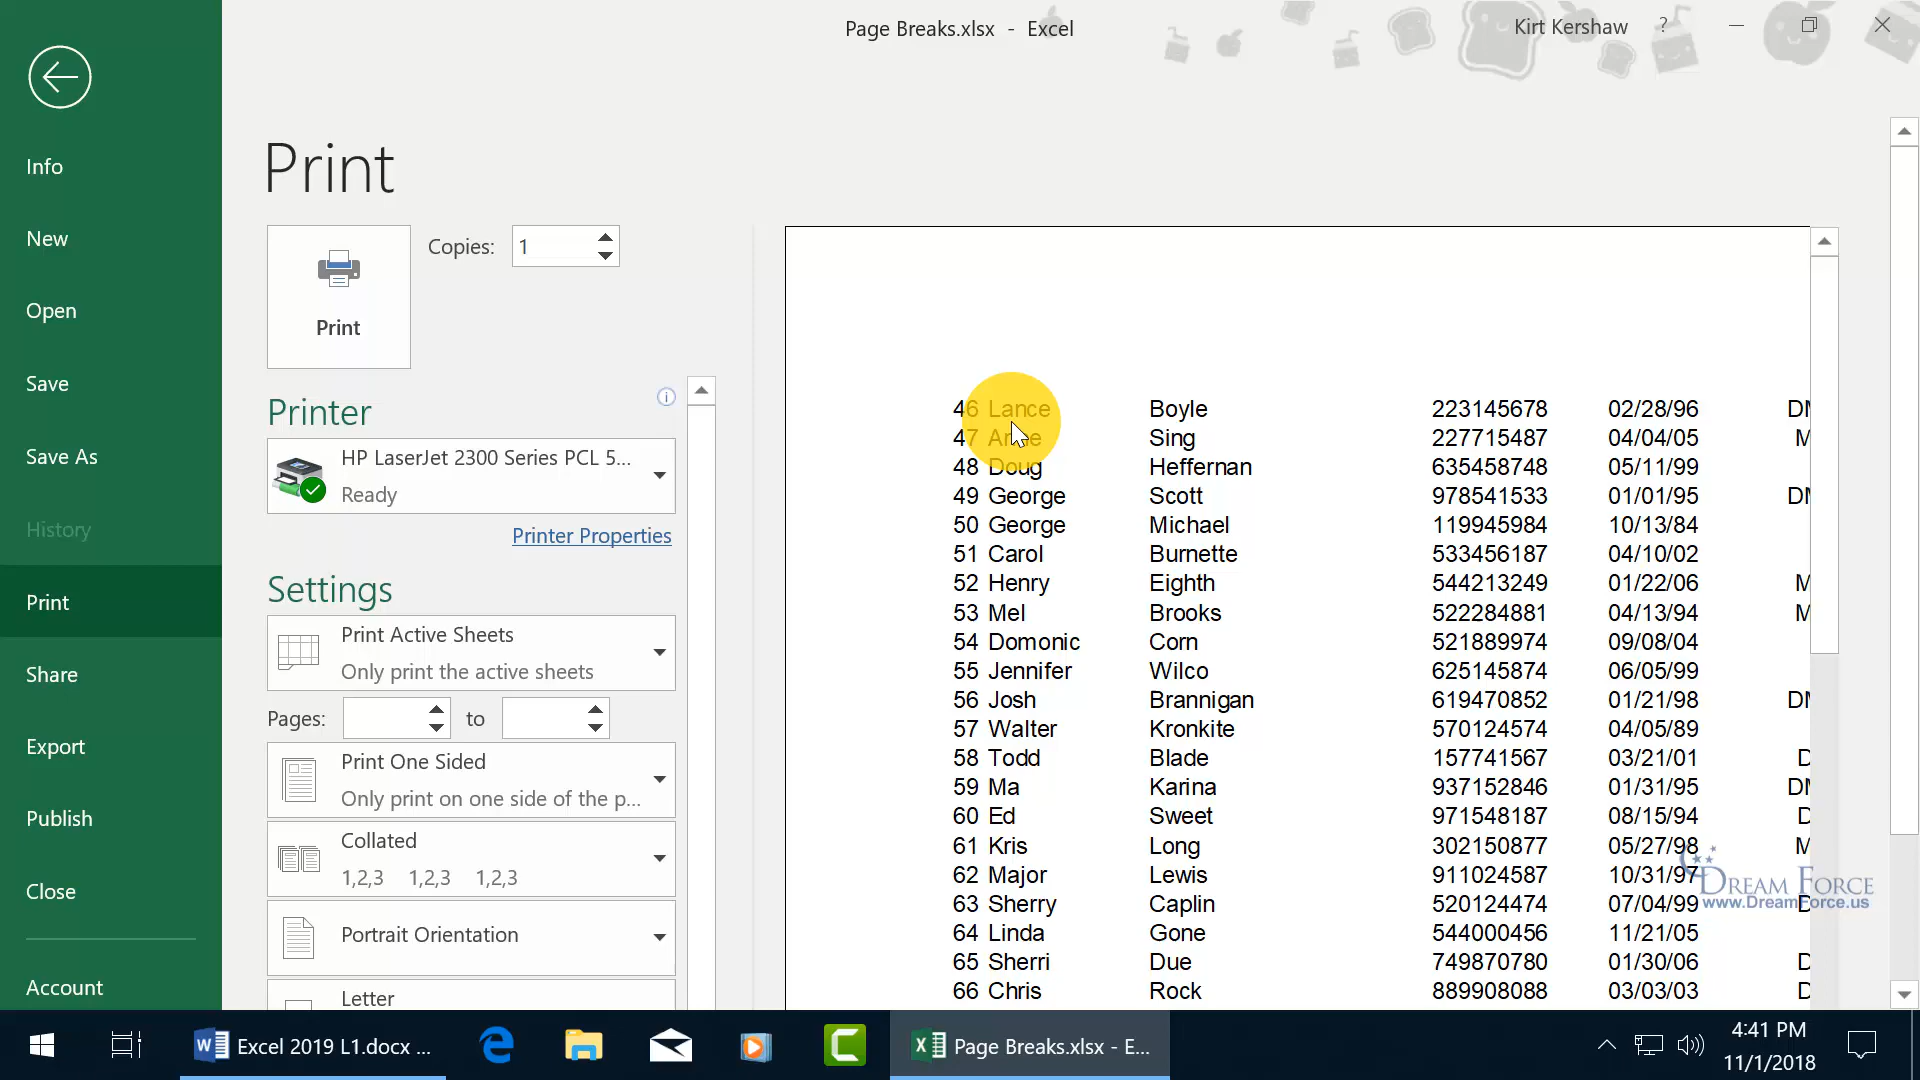 Page Breaks.xlsx - Excel
Kirt Kershaw ?
Info
New
Open
Save
Save As
History
Print
Share
Export
Publish
Close
Account
Print
Print
Copies: 1
Printer
HP LaserJet 2300 Series PCL 5...
Ready
Printer Properties
Settings
Print Active Sheets
Only print the active sheets
Pages: to
Print One Sided
Only print on one side of the p...
Collated
1,2,3 1,2,3 1,2,3
Portrait Orientation
Letter
46 Lance Boyle 223145678 02/28/96 DM
47 Anne Sing 227715487 04/04/05 M
48 Doug Heffernan 635458748 05/11/99
49 George Scott 978541533 01/01/95 DM
50 George Michael 119945984 10/13/84
51 Carol Burnette 533456187 04/10/02
52 Henry Eighth 544213249 01/22/06 M
53 Mel Brooks 522284881 04/13/94 M
54 Domonic Corn 521889974 09/08/04
55 Jennifer Wilco 625145874 06/05/99
56 Josh Brannigan 619470852 01/21/98 DM
57 Walter Kronkite 570124574 04/05/89
58 Todd Blade 157741567 03/21/01 D
59 Ma Karina 937152846 01/31/95 DM
60 Ed Sweet 971548187 08/15/94 D
61 Kris Long 302150877 05/27/98 M
62 Major Lewis 911024587 10/31/97
63 Sherry Caplin 520124474 07/04/99 D
64 Linda Gone 544000456 11/21/05
65 Sherri Due 749870780 01/30/06 D
66 Chris Rock 889908088 03/03/03 D
Dream Force
www.DreamForce.us
Excel 2019 L1.docx ...
Page Breaks.xlsx - E...
4:41 PM
11/1/2018